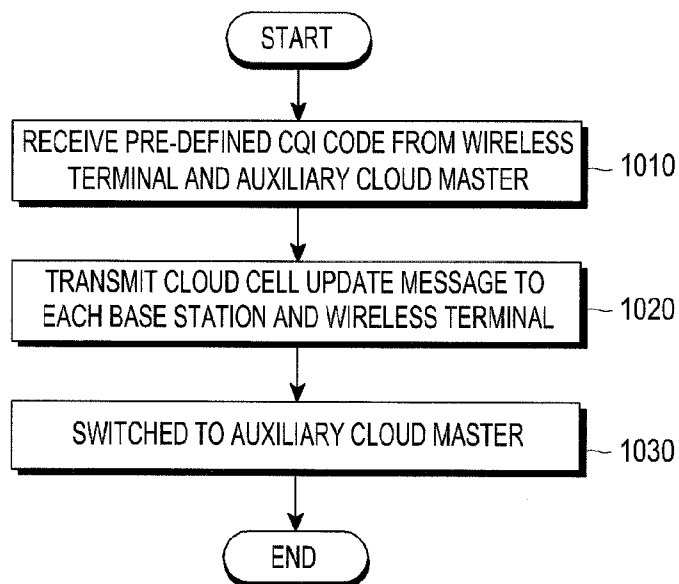 START
RECEIVE PRE-DEFINED CQI CODE FROM WIRELESS
TERMINAL AND AUXILIARY CLOUD MASTER
1010
TRANSMIT CLOUD CELL UPDATE MESSAGE TO
EACH BASE STATION AND WIRELESS TERMINAL
1020
SWITCHED TO AUXILIARY CLOUD MASTER
1030
END